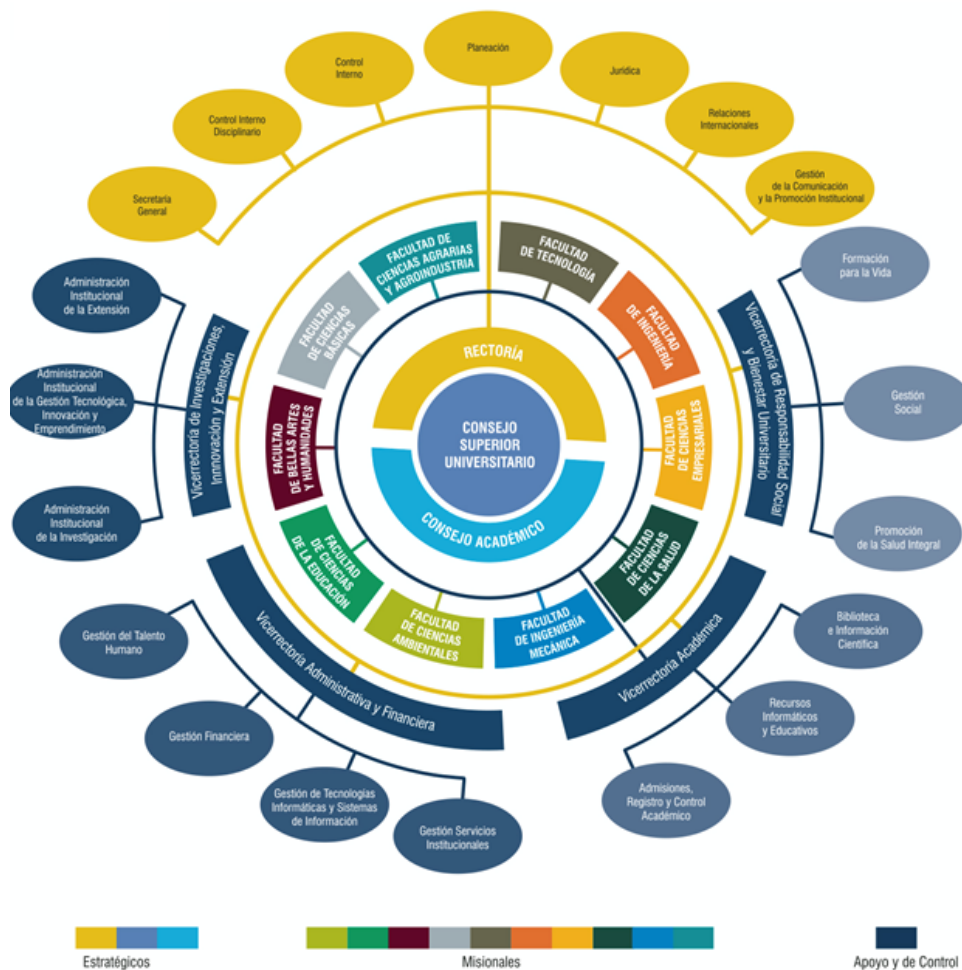 Planeación
Control
Interno
Jurídica
Control Interno
Disciplinario
Relaciones
Internacionales
Secretaria
General
Gestión
de la Comunicación
y la Promoción Institucional
FACULTAD DE
CIENCIAS AGRARIAS
Y AGROINDUSTRIA
FACULTAD
DE TECNOLOGÍA
FACULTAD
DE CIENCIAS
BÁSICAS
FACULTAD
DE INGENIERÍA
FACULTAD
DE BELLAS ARTES
Y HUMANIDADES
FACULTAD
DE CIENCIAS
EMPRESARIALES
FACULTAD
DE CIENCIAS
DE LA EDUCACIÓN
FACULTAD
DE CIENCIAS
DE LA SALUD
FACULTAD
DE CIENCIAS
AMBIENTALES
FACULTAD
DE INGENIERÍA
MECÁNICA
RECTORÍA
CONSEJO
SUPERIOR
UNIVERSITARIO
CONSEJO ACADÉMICO
Administración
Institucional
de la Extensión
Administración
Institucional
de la Gestión Tecnológica,
Innovación y
Emprendimiento
Administración
Institucional
de la Investigación
Vicerrectoría de Investigaciones,
Innnovación y Extensión
Formación
para la Vida
Gestión
Social
Promoción
de la Salud Integral
Vicerrectoría de Responsabilidad Social
y Bienestar Universitario
Gestión del Talento
Humano
Gestión Financiera
Gestión de Tecnologías
Informáticas y Sistemas
de Información
Gestión Servicios
Institucionales
Vicerrectoría Administrativa y Financiera
Vicerrectoría Académica
Biblioteca
e Información
Científica
Recursos
Informáticos
y Educativos
Admisiones,
Registro y Control
Académico
Estratégicos
Misionales
Apoyo y de Control